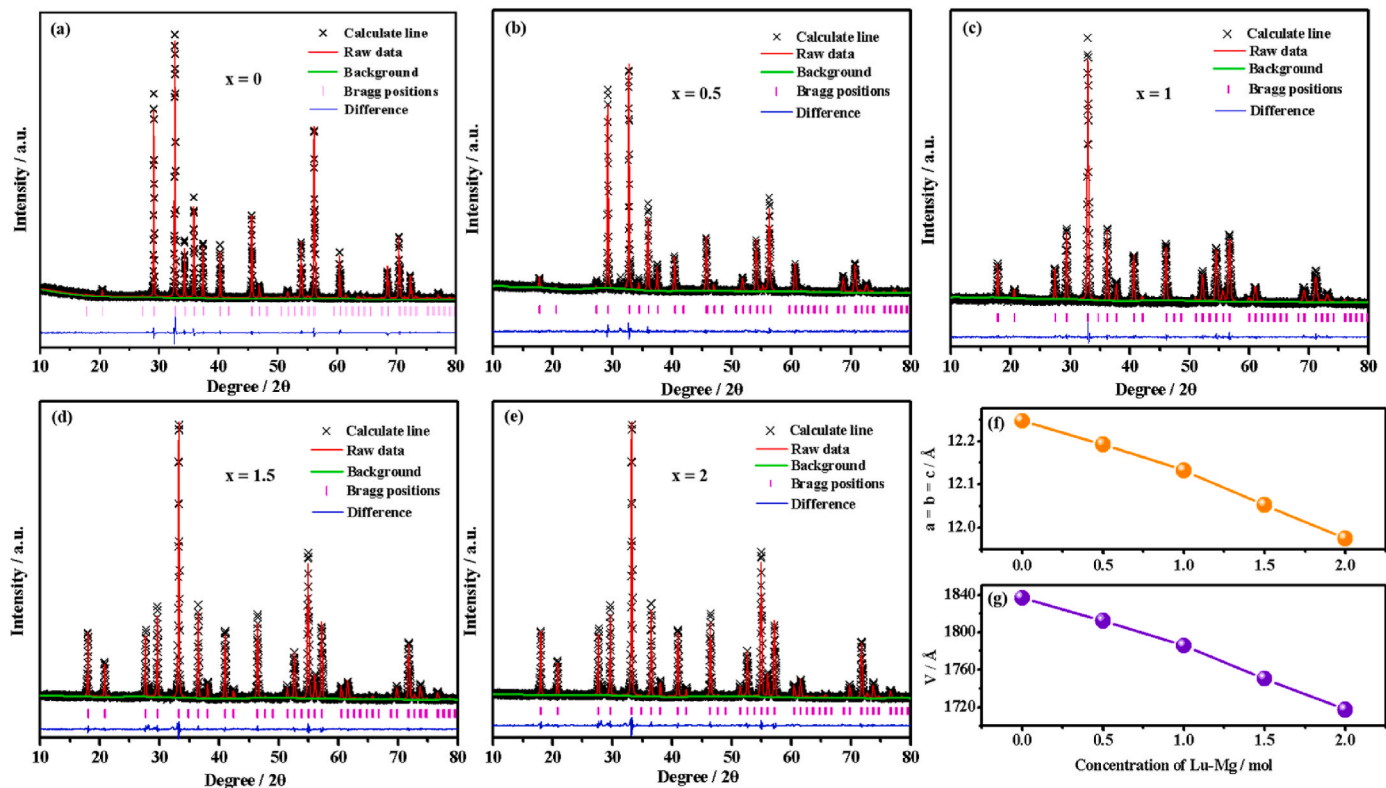 (a)
Calculate line
Raw data
Background
Bragg positions
Difference
x = 0
Intensity / a.u.
10 20 30 40 50 60 70 80
Degree / 2θ
(b)
Calculate line
Raw data
Background
Bragg positions
Difference
x = 0.5
Intensity / a.u.
10 20 30 40 50 60 70 80
Degree / 2θ
(c)
Calculate line
Raw data
Background
Bragg positions
Difference
x = 1
Intensity / a.u.
10 20 30 40 50 60 70 80
Degree / 2θ
(d)
Calculate line
Raw data
Background
Bragg positions
Difference
x = 1.5
Intensity / a.u.
10 20 30 40 50 60 70 80
Degree / 2θ
(e)
Calculate line
Raw data
Background
Bragg positions
Difference
x = 2
Intensity / a.u.
10 20 30 40 50 60 70 80
Degree / 2θ
(f)
a = b = c / Å
12.2
12.1
12.0
(g)
V / Å
1840
1800
1760
1720
0.0 0.5 1.0 1.5 2.0
Concentration of Lu-Mg / mol